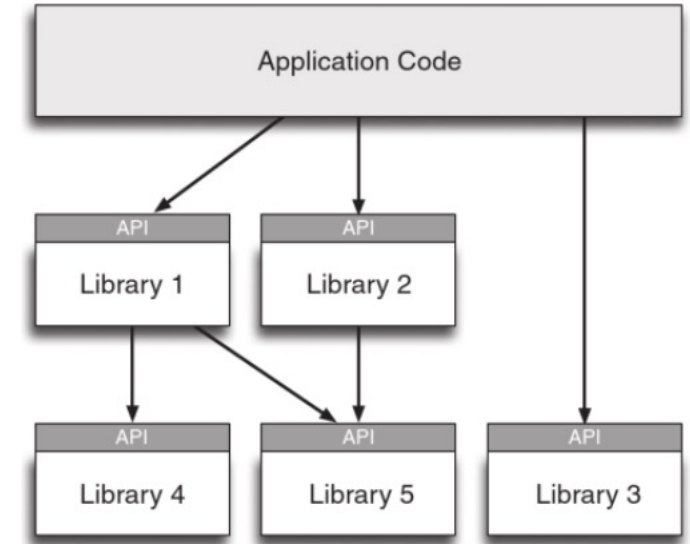 Application Code
API
Library 1
API
Library 2
API
Library 4
API
Library 5
API
Library 3